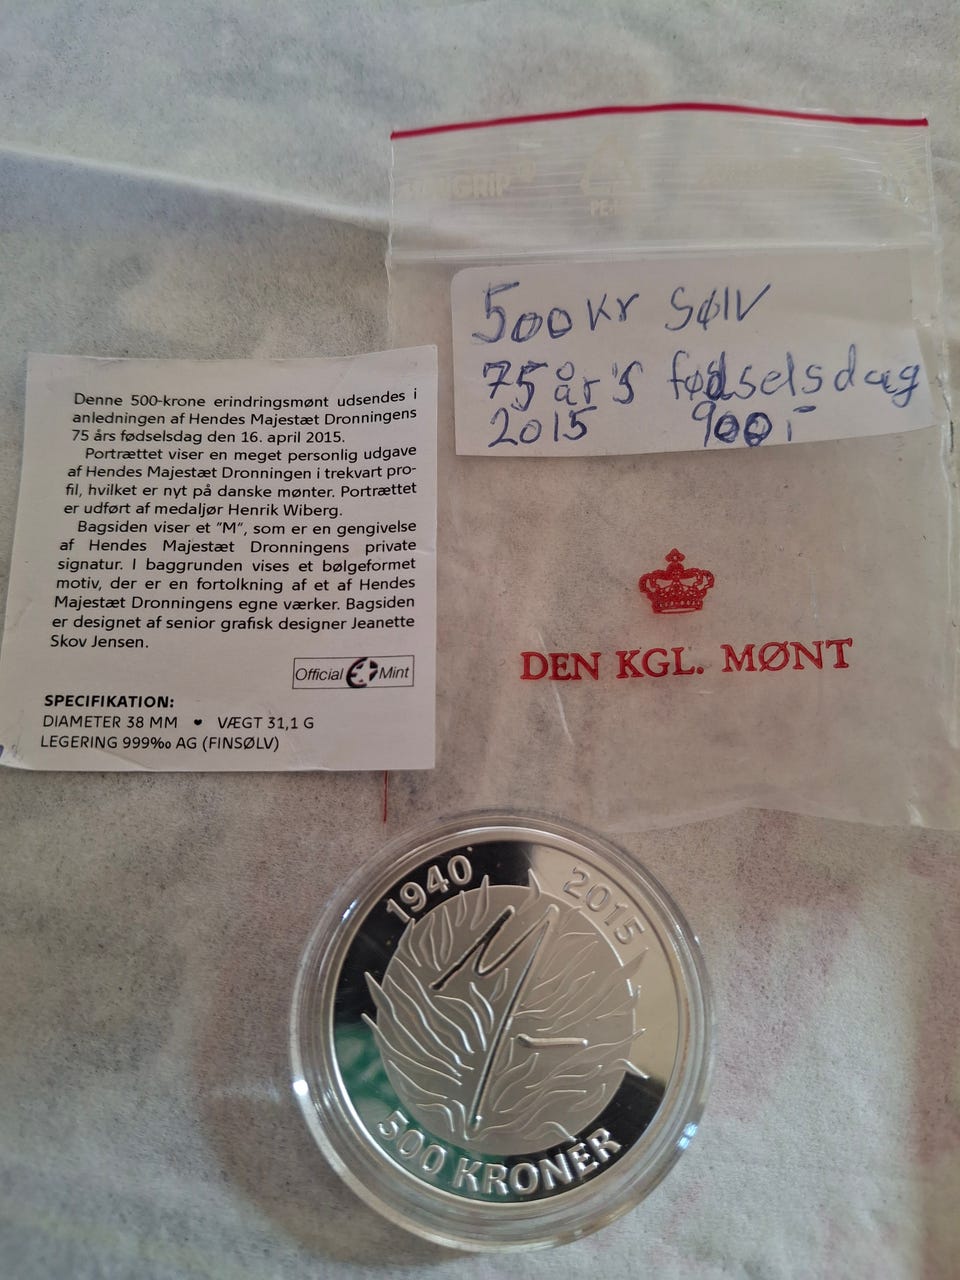 PE-
500 kr sølv
75 år's fødselsdag
2015 900,-
Denne 500-krone erindringsmønt udsendes i
anledningen af Hendes Majestæt Dronningens
75 års fødselsdag den 16. april 2015.
Portrættet viser en meget personlig udgave
af Hendes Majestæt Dronningen i trekvart pro-
fil, hvilket er nyt på danske mønter. Portrættet
er udført af medaljør Henrik Wiberg.
Bagsiden viser et "M", som er en gengivelse
af Hendes Majestæt Dronningens private
signatur. I baggrunden vises et bølgeformet
motiv, der er en fortolkning af et af Hendes
Majestæt Dronningens egne værker. Bagsiden
er designet af senior grafisk designer Jeanette
Skov Jensen.
Official Mint
SPECIFIKATION:
DIAMETER 38 MM ♥ VÆGT 31,1 G
LEGERING 999‰ AG (FINSØLV)
DEN KGL. MØNT
1940 2015
M
500 KRONER